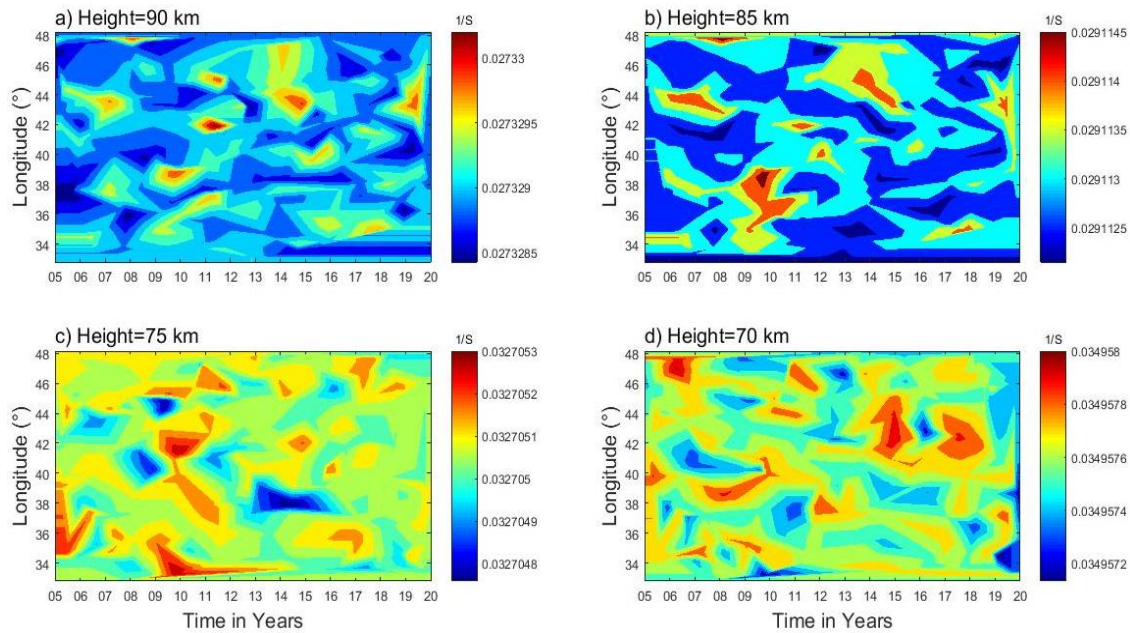 a) Height=90 km
1/S
48
46
44
42
40
38
36
34
Longitude (°)
05 06 07 08 09 10 11 12 13 14 15 16 17 18 19 20
0.02733
0.0273295
0.027329
0.0273285
b) Height=85 km
1/S
48
46
44
42
40
38
36
34
Longitude (°)
05 06 07 08 09 10 11 12 13 14 15 16 17 18 19 20
0.0291145
0.029114
0.0291135
0.029113
0.0291125
c) Height=75 km
1/S
48
46
44
42
40
38
36
34
Longitude (°)
05 06 07 08 09 10 11 12 13 14 15 16 17 18 19 20
Time in Years
0.0327053
0.0327052
0.0327051
0.032705
0.0327049
0.0327048
d) Height=70 km
1/S
48
46
44
42
40
38
36
34
Longitude (°)
05 06 07 08 09 10 11 12 13 14 15 16 17 18 19 20
Time in Years
0.034958
0.0349578
0.0349576
0.0349574
0.0349572